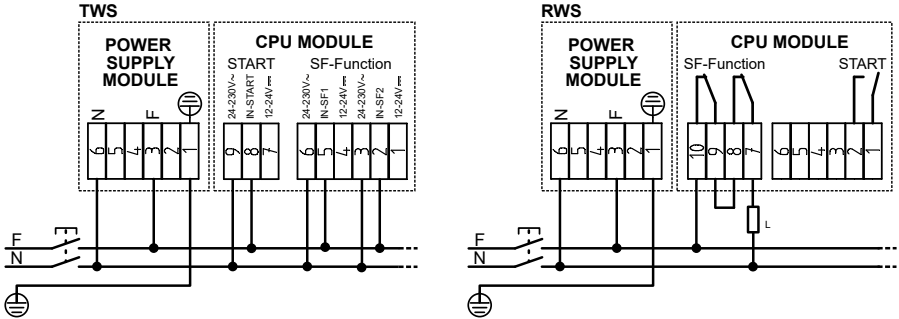 TWS
POWER
SUPPLY
MODULE
N
F
6 5 4 3 2 1
CPU MODULE
START
SF-Function
24-230V~
IN-START
12-24V⎓
24-230V~
IN-SF1
12-24V⎓
24-230V~
IN-SF2
12-24V⎓
9 8 7
6 5 4 3 2 1
F
N
RWS
POWER
SUPPLY
MODULE
N
F
6 5 4 3 2 1
CPU MODULE
SF-Function
START
10 9 8 7
6 5 4 3 2 1
L
F
N